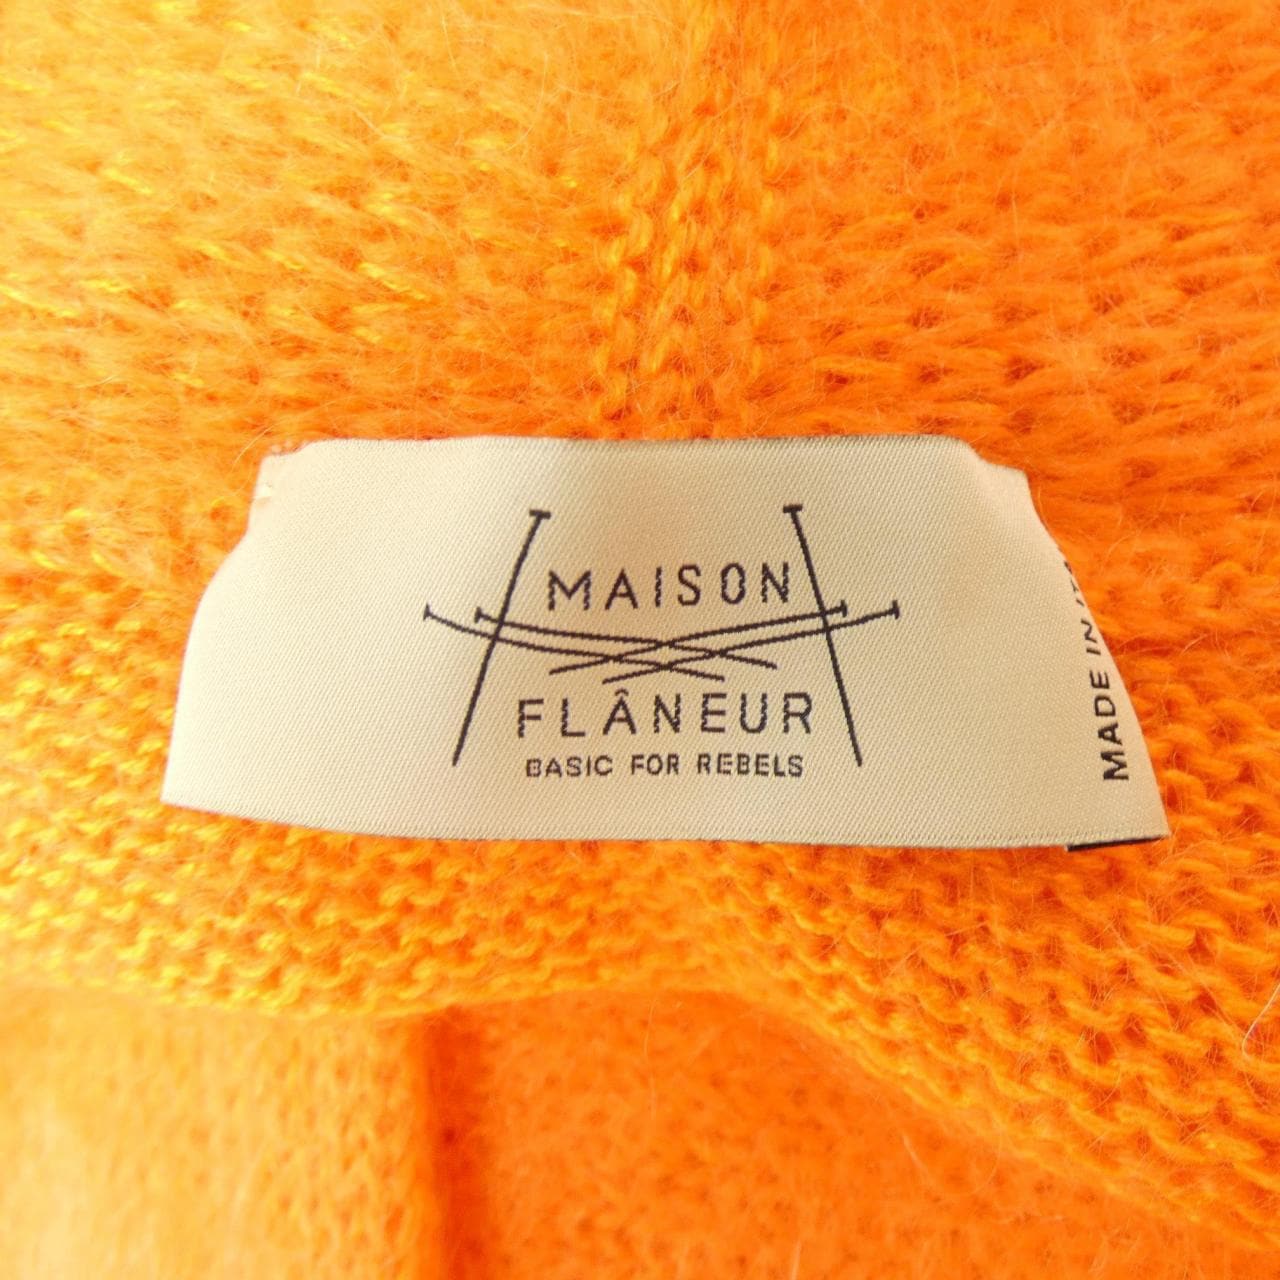 MAISON
FLÂNEUR
BASIC FOR REBELS
MADE IN